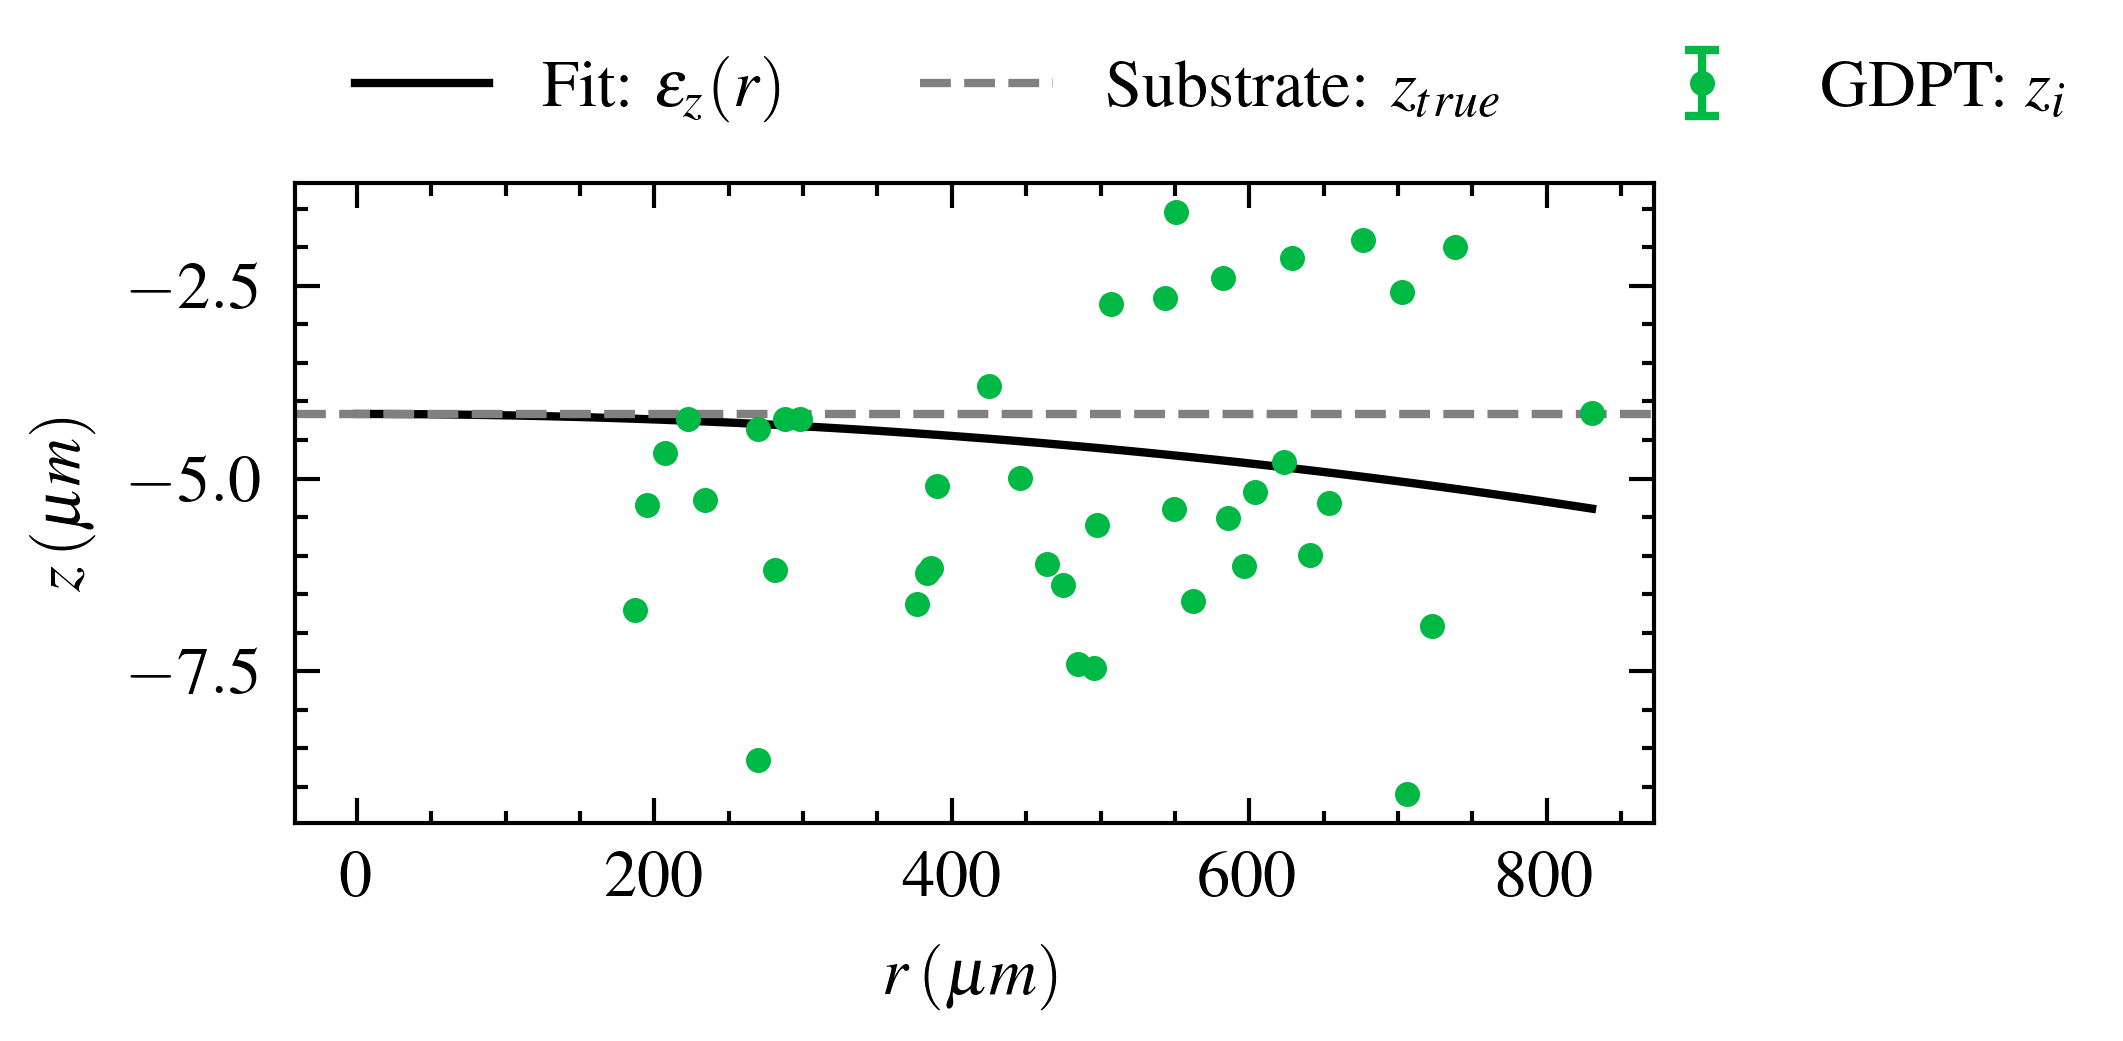 Fit: εz(r) Substrate: ztrue GDPT: zi
−2.5
−5.0
−7.5
z (μm)
0 200 400 600 800
r (μm)